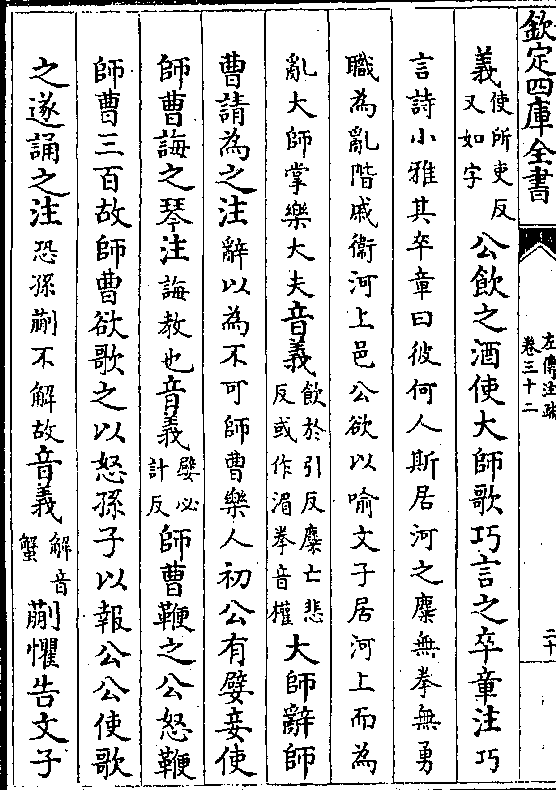 欽定四庫全書
左傳注疏
卷三十二
二十
義使所吏反又如字公飲之酒使大師歌巧言之卒章注巧
言詩小雅其卒章曰彼何人斯居河之麋無拳無勇
職為亂階戚衞河上邑公欲以喻文子居河上而為
亂大師掌樂大夫音義飲於引反麋亡悲反或作湄拳音權大師辭師
曹請為之注辭以為不可師曹樂人初公有嬖妾使
師曹誨之琴注誨教也音義嬖必計反師曹鞭之公怒鞭
師曹三百故師曹欲歌之以怒孫子以報公公使歌
之遂誦之注恐孫蒯不解故音義解音蟹蒯懼告文子